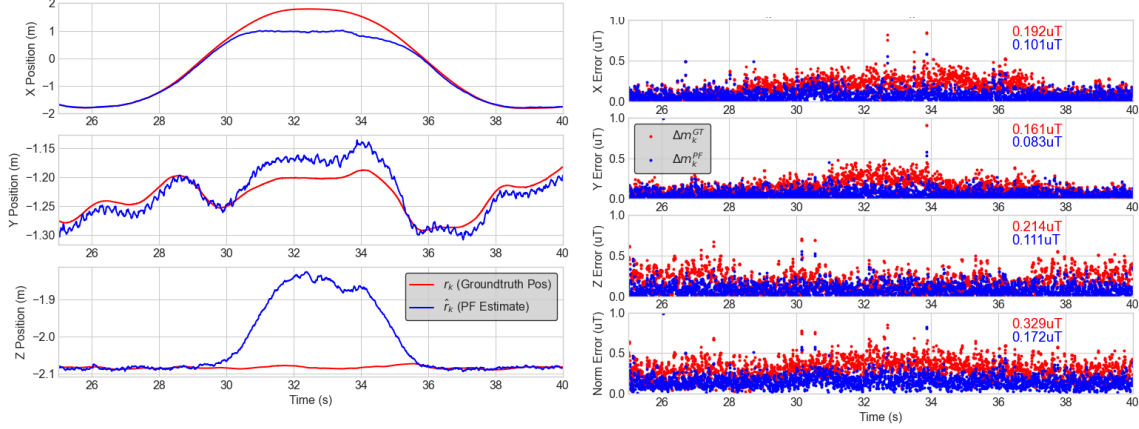 X Position (m)
2
1
0
−1
−2
26 28 30 32 34 36 38 40
Y Position (m)
−1.15
−1.20
−1.25
−1.30
26 28 30 32 34 36 38 40
Z Position (m)
−1.9
−2.0
−2.1
r_k (Groundtruth Pos)
r̂_k (PF Estimate)
26 28 30 32 34 36 38 40
Time (s)
X Error (uT)
1.0
0.5
0.0
0.192uT
0.101uT
26 28 30 32 34 36 38 40
Y Error (uT)
1.0
0.5
0.0
Δm_k^GT
Δm_k^PF
0.161uT
0.083uT
26 28 30 32 34 36 38 40
Z Error (uT)
1.0
0.5
0.0
0.214uT
0.111uT
26 28 30 32 34 36 38 40
Norm Error (uT)
1.0
0.5
0.0
0.329uT
0.172uT
26 28 30 32 34 36 38 40
Time (s)